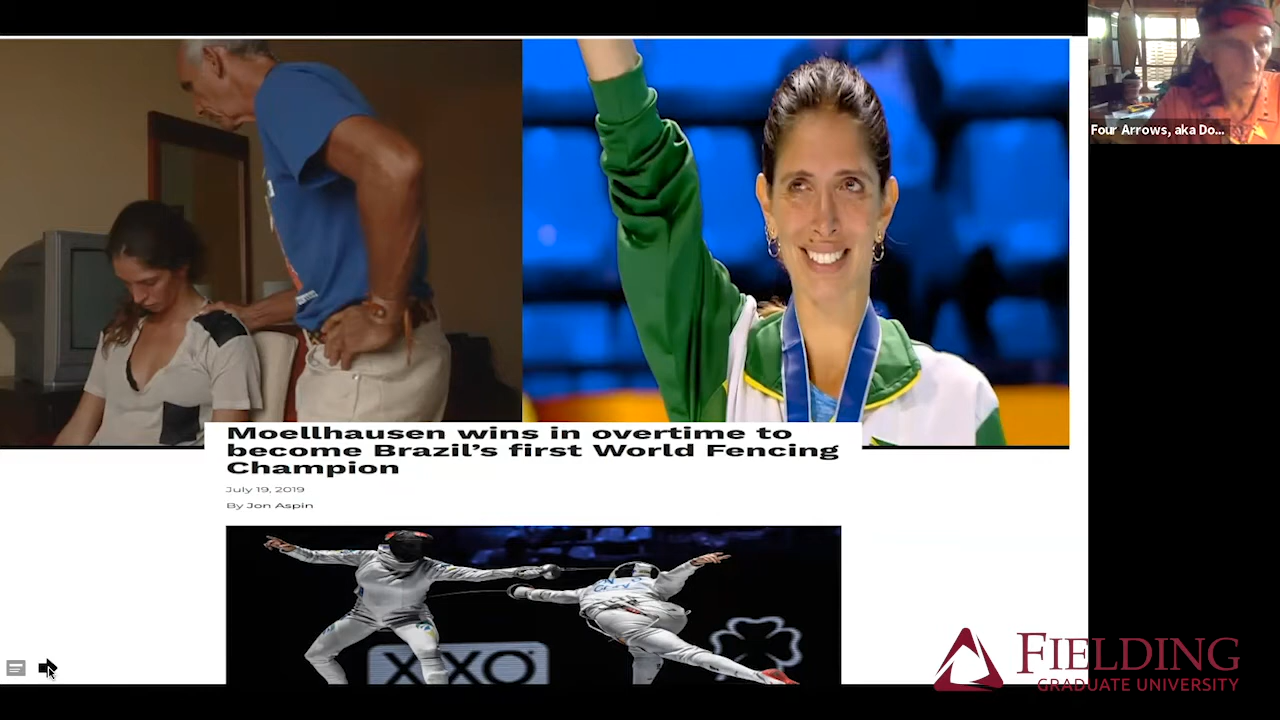 Four Arrows, aka Do...
Moellhausen wins in overtime to
become Brazil's first World Fencing
Champion
July 19, 2019
By Jon Aspin
XIXO
FIELDING
GRADUATE UNIVERSITY